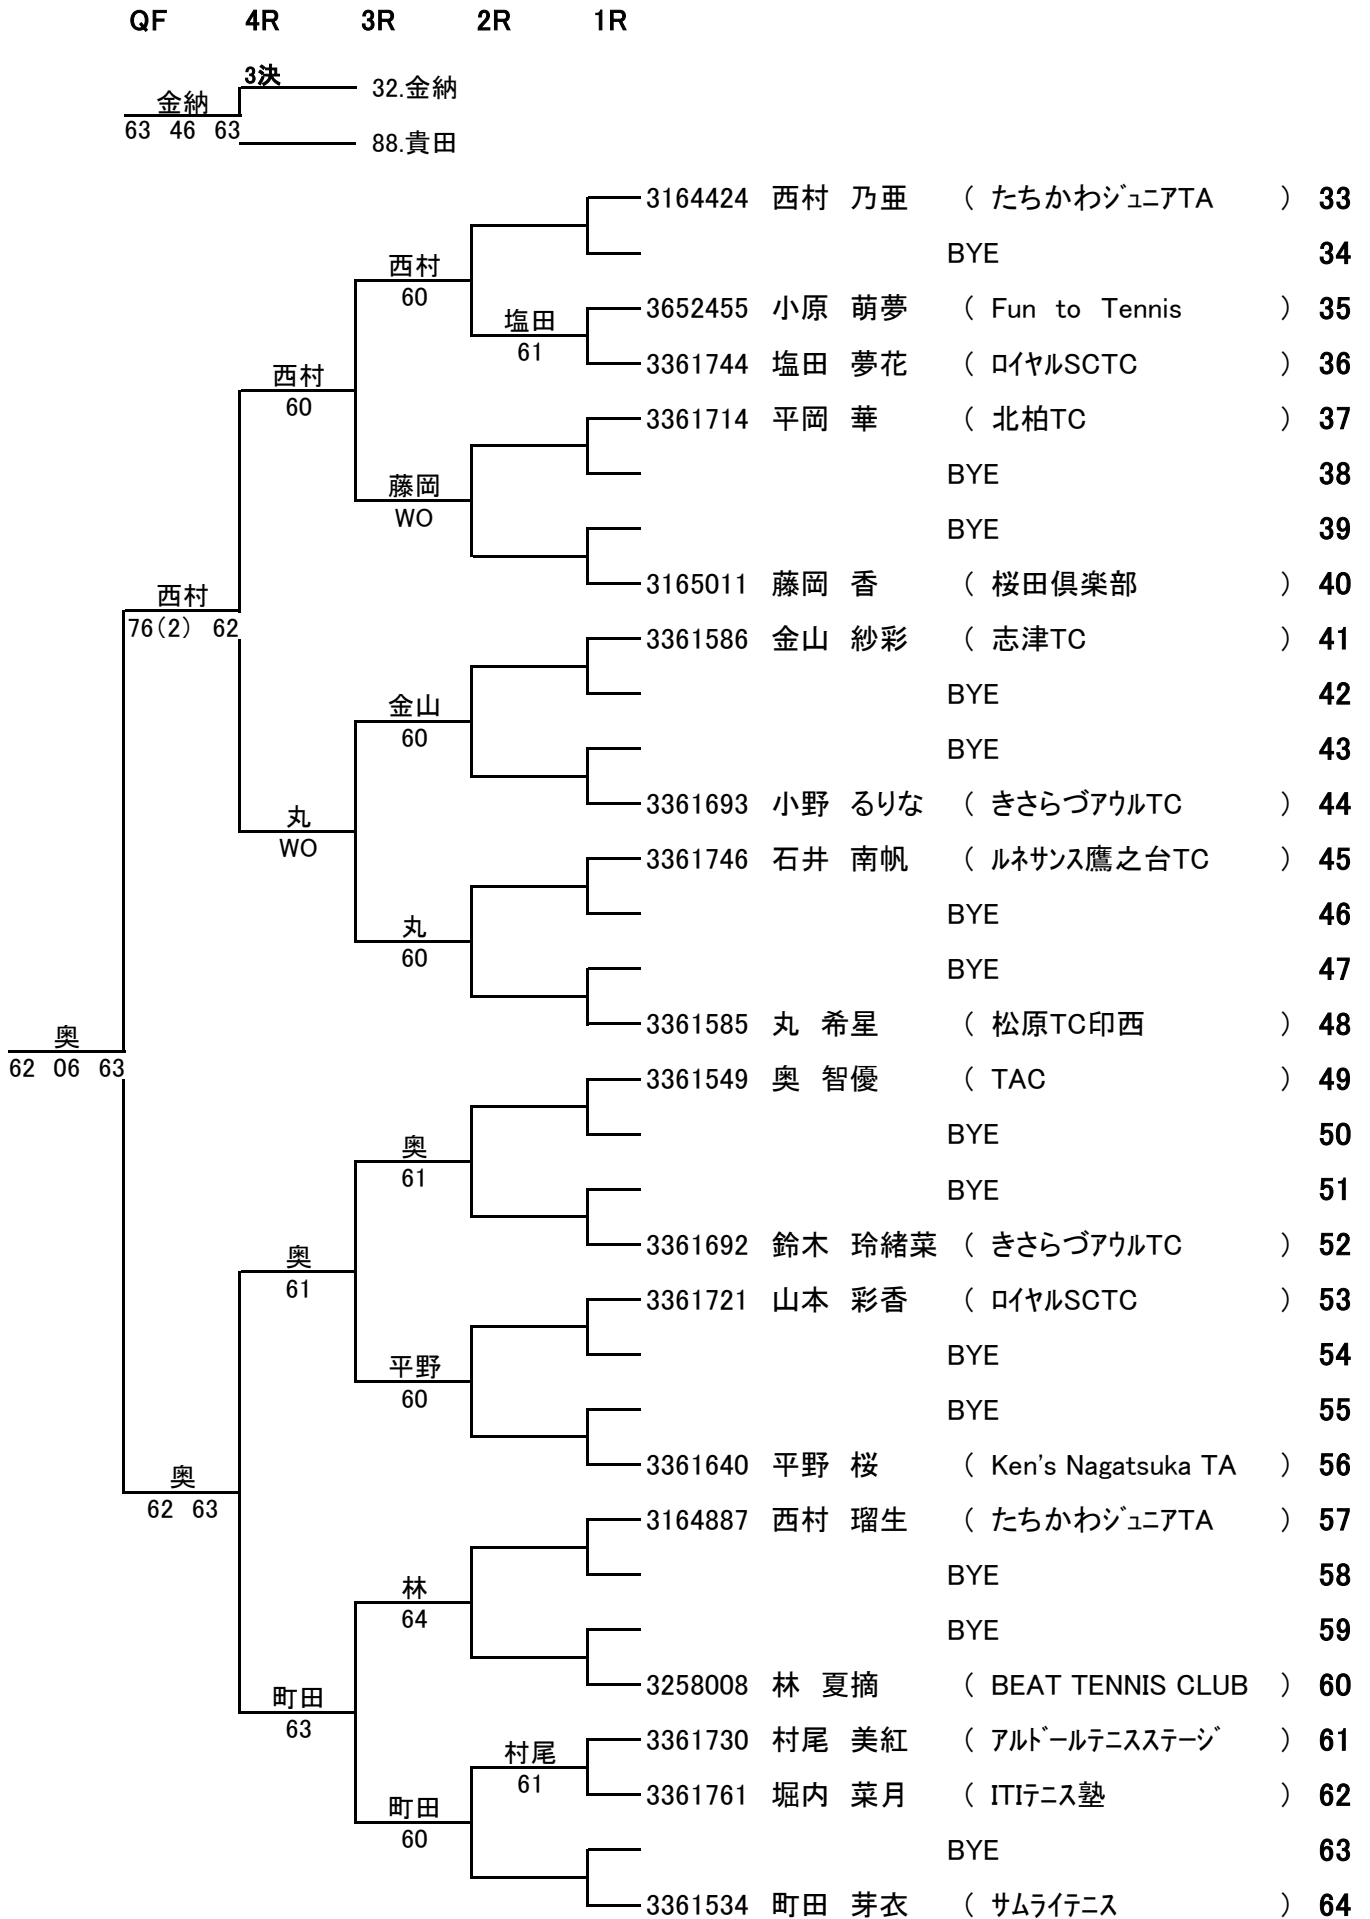 QF 4R 3R 2R 1R
3決
32.金納
金納
63 46 63
88.貴田
3164424 西村 乃亜 ( たちかわｼﾞｭﾆｱTA ) 33
BYE 34
西村
60
3652455 小原 萌夢 ( Fun to Tennis ) 35
塩田
61
3361744 塩田 夢花 ( ﾛｲﾔﾙSCTC ) 36
西村
60
3361714 平岡 華 ( 北柏TC ) 37
BYE 38
藤岡
WO
BYE 39
3165011 藤岡 香 ( 桜田倶楽部 ) 40
西村
76(2) 62
3361586 金山 紗彩 ( 志津TC ) 41
BYE 42
金山
60
BYE 43
3361693 小野 るりな ( きさらづｱｳﾙTC ) 44
丸
WO
3361746 石井 南帆 ( ﾙﾈｻﾝｽ鷹之台TC ) 45
BYE 46
丸
60
BYE 47
3361585 丸 希星 ( 松原TC印西 ) 48
奥
62 06 63
3361549 奥 智優 ( TAC ) 49
BYE 50
奥
61
BYE 51
3361692 鈴木 玲緒菜 ( きさらづｱｳﾙTC ) 52
奥
61
3361721 山本 彩香 ( ﾛｲﾔﾙSCTC ) 53
BYE 54
平野
60
BYE 55
3361640 平野 桜 ( Ken's Nagatsuka TA ) 56
奥
62 63
3164887 西村 瑠生 ( たちかわｼﾞｭﾆｱTA ) 57
BYE 58
林
64
BYE 59
3258008 林 夏摘 ( BEAT TENNIS CLUB ) 60
町田
63
3361730 村尾 美紅 ( ｱﾙﾄﾞｰﾙﾃﾆｽｽﾃｰｼﾞ ) 61
村尾
61
3361761 堀内 菜月 ( ITIﾃﾆｽ塾 ) 62
町田
60
BYE 63
3361534 町田 芽衣 ( ｻﾑﾗｲﾃﾆｽ ) 64